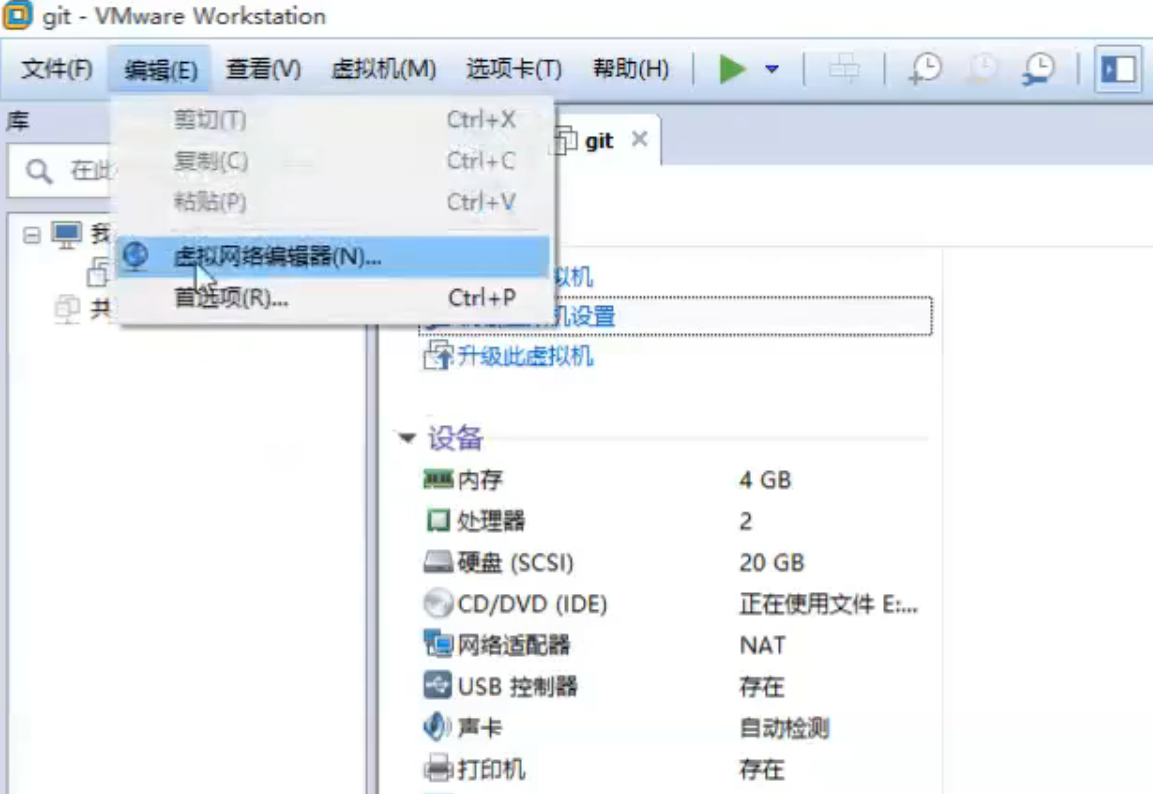 git - VMware Workstation
文件(F) 编辑(E) 查看(V) 虚拟机(M) 选项卡(T) 帮助(H)
库
剪切(T) Ctrl+X
git
复制(C) Ctrl+C
在此
粘贴(P) Ctrl+V
我
虚拟网络编辑器(N)...
拟机
首选项(R)... Ctrl+P
共
机设置
升级此虚拟机
设备
内存 4 GB
处理器 2
硬盘 (SCSI) 20 GB
CD/DVD (IDE) 正在使用文件 E:...
网络适配器 NAT
USB 控制器 存在
声卡 自动检测
打印机 存在